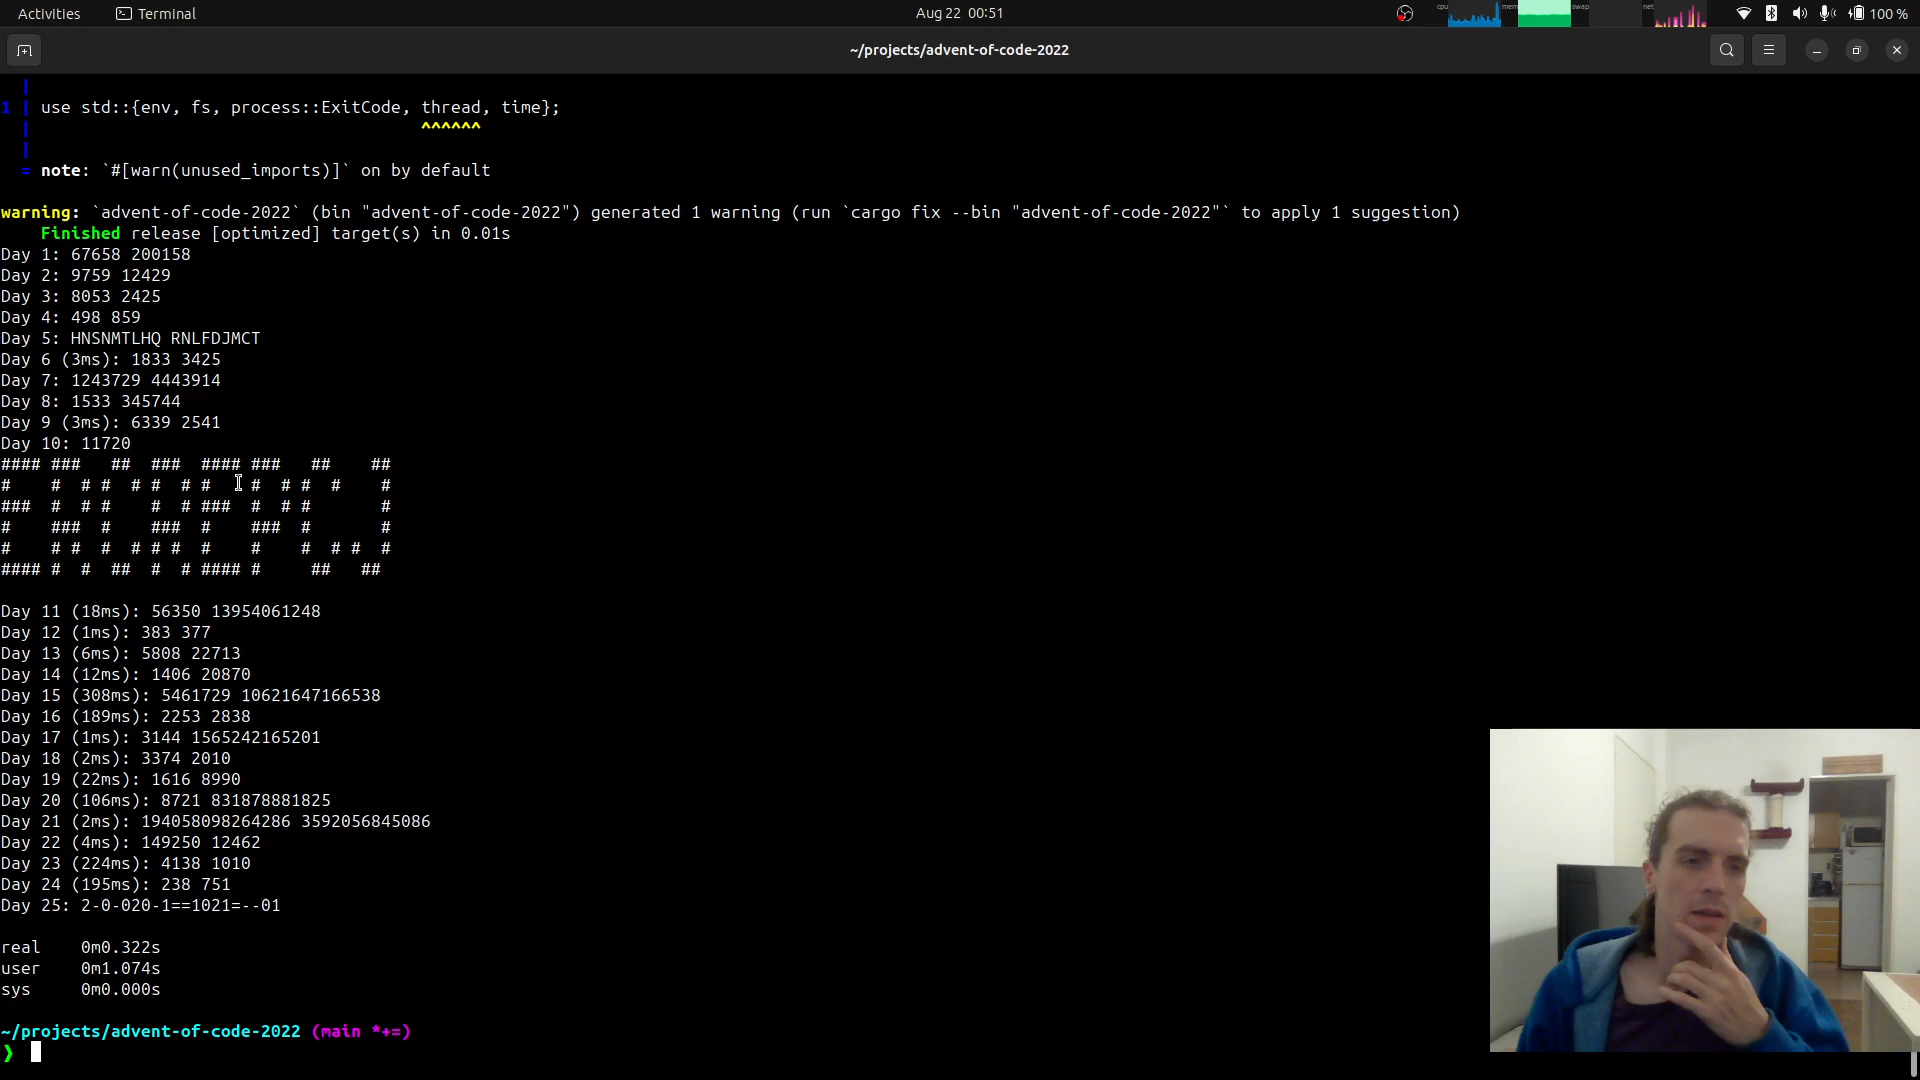 Activities Terminal Aug 22 00:51 cpu mem swap net 100 %
~/projects/advent-of-code-2022
|
1 | use std::{env, fs, process::ExitCode, thread, time};
| ^^^^^^
|
= note: `#[warn(unused_imports)]` on by default
warning: `advent-of-code-2022` (bin "advent-of-code-2022") generated 1 warning (run `cargo fix --bin "advent-of-code-2022"` to apply 1 suggestion)
Finished release [optimized] target(s) in 0.01s
Day 1: 67658 200158
Day 2: 9759 12429
Day 3: 8053 2425
Day 4: 498 859
Day 5: HNSNMTLHQ RNLFDJMCT
Day 6 (3ms): 1833 3425
Day 7: 1243729 4443914
Day 8: 1533 345744
Day 9 (3ms): 6339 2541
Day 10: 11720
#### ###   ##  ###  #### ###   ##    ##
#    #  # #  # #  # #    #  # #  #    #
###  #  # #    #  # ###  #  # #       #
#    ###  #    ###  #    ###  #       #
#    # #  #  # # #  #    #    #  # #  #
#### #  #  ##  #  # #### #     ##   ##
Day 11 (18ms): 56350 13954061248
Day 12 (1ms): 383 377
Day 13 (6ms): 5808 22713
Day 14 (12ms): 1406 20870
Day 15 (308ms): 5461729 10621647166538
Day 16 (189ms): 2253 2838
Day 17 (1ms): 3144 1565242165201
Day 18 (2ms): 3374 2010
Day 19 (22ms): 1616 8990
Day 20 (106ms): 8721 831878881825
Day 21 (2ms): 194058098264286 3592056845086
Day 22 (4ms): 149250 12462
Day 23 (224ms): 4138 1010
Day 24 (195ms): 238 751
Day 25: 2-0-020-1==1021=--01
real 0m0.322s
user 0m1.074s
sys 0m0.000s
~/projects/advent-of-code-2022 (main *+=)
❯